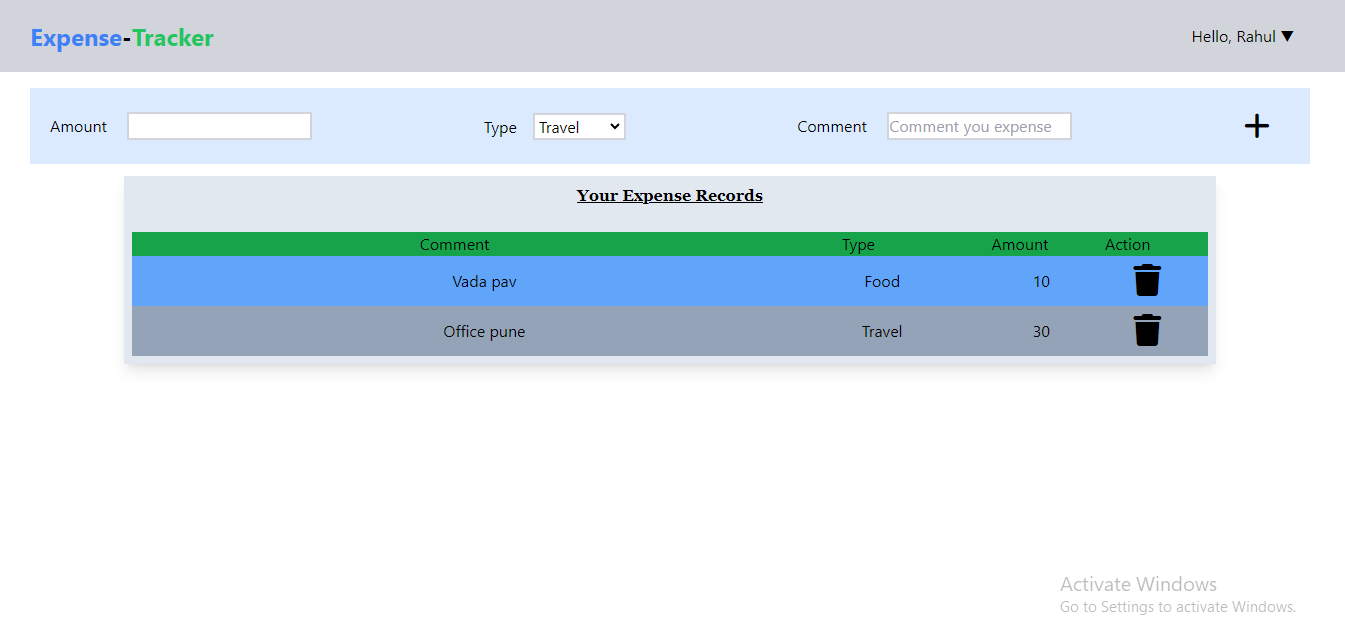 Expense-Tracker
Hello, Rahul ▼
Amount
Type Travel
Comment Comment you expense
Your Expense Records
Comment Type Amount Action
Vada pav Food 10
Office pune Travel 30
Activate Windows
Go to Settings to activate Windows.